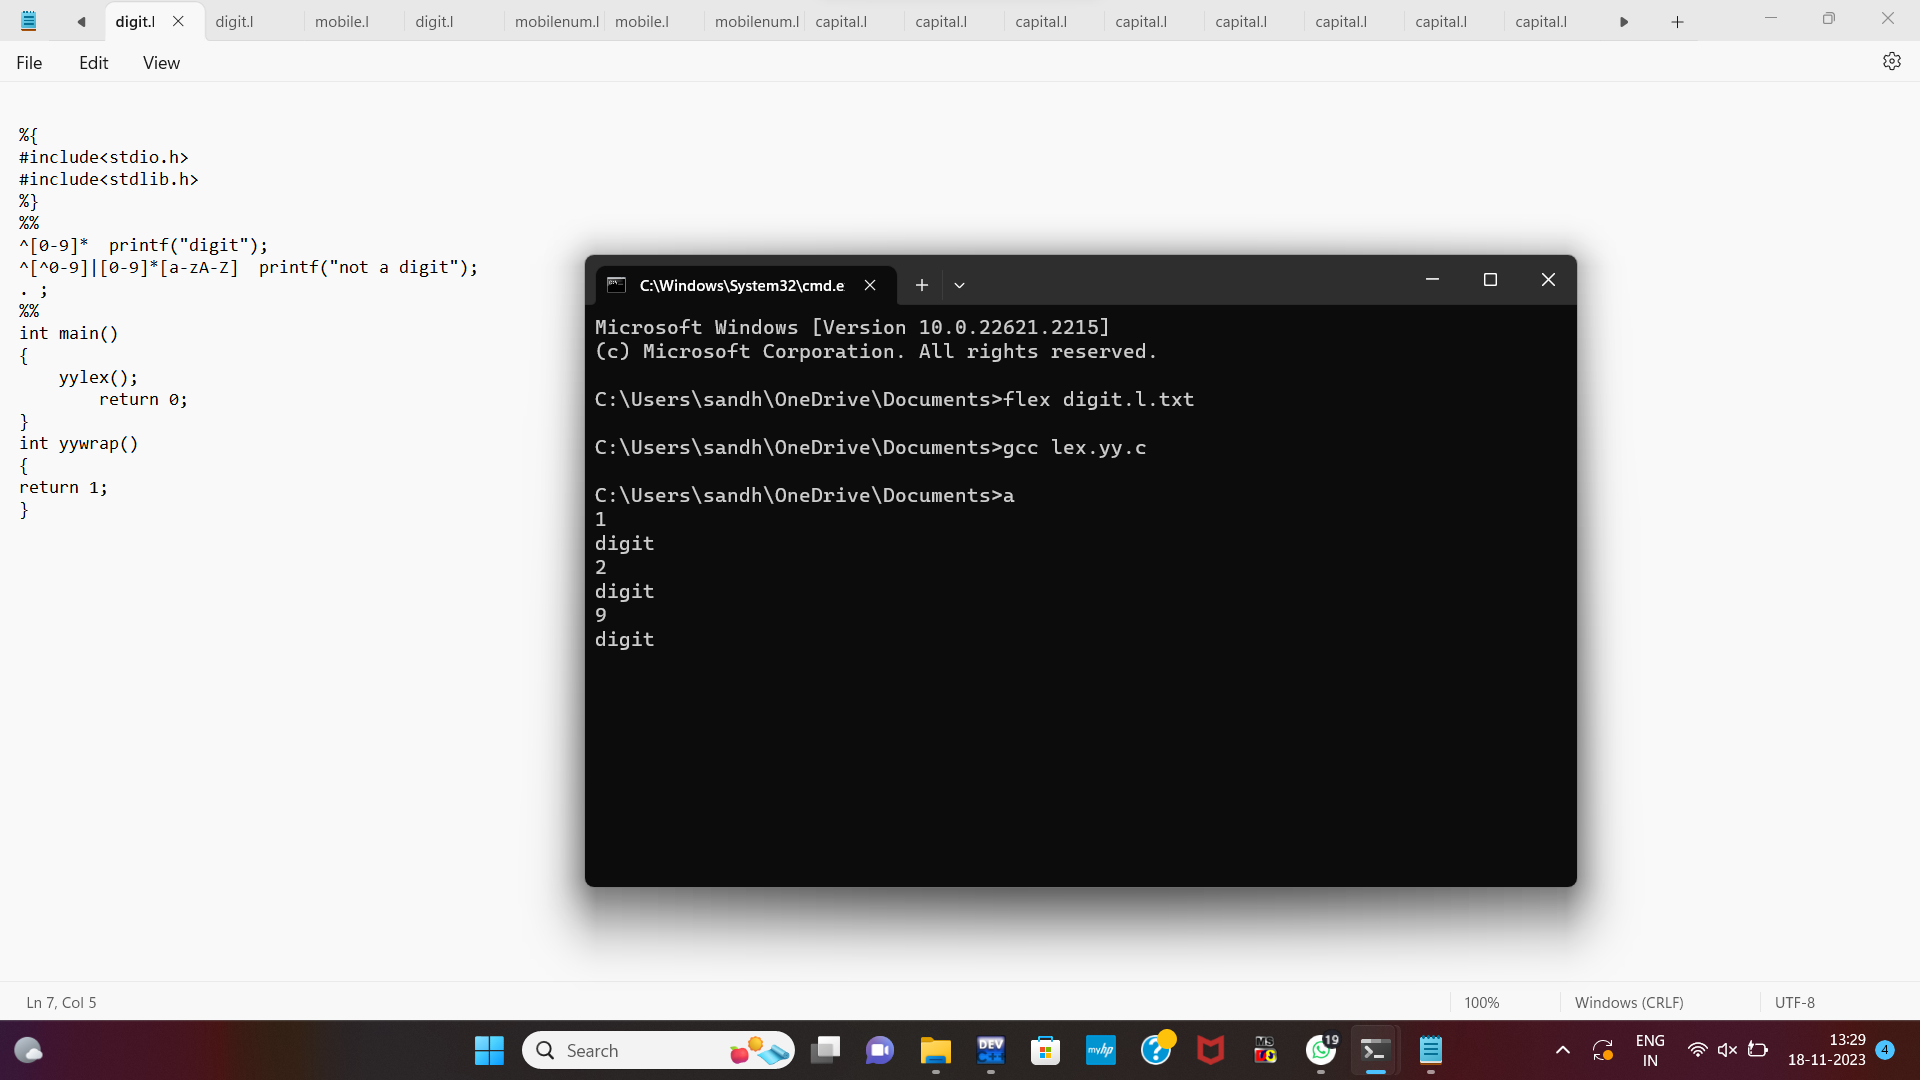 digit.l digit.l mobile.l digit.l mobilenum.l mobile.l mobilenum.l capital.l capital.l capital.l capital.l capital.l capital.l capital.l capital.l
File Edit View
%{
#include<stdio.h>
#include<stdlib.h>
%}
%%
^[0-9]*  printf("digit");
^[^0-9]|[0-9]*[a-zA-Z]  printf("not a digit");
. ;
%%
int main()
{
    yylex();
        return 0;
}
int yywrap()
{
return 1;
}
C:\Windows\System32\cmd.e
Microsoft Windows [Version 10.0.22621.2215]
(c) Microsoft Corporation. All rights reserved.
C:\Users\sandh\OneDrive\Documents>flex digit.l.txt
C:\Users\sandh\OneDrive\Documents>gcc lex.yy.c
C:\Users\sandh\OneDrive\Documents>a
1
digit
2
digit
9
digit
Ln 7, Col 5 100% Windows (CRLF) UTF-8
Search DEV C++ myhp MS 19 ENG 13:29 4
IN 18-11-2023